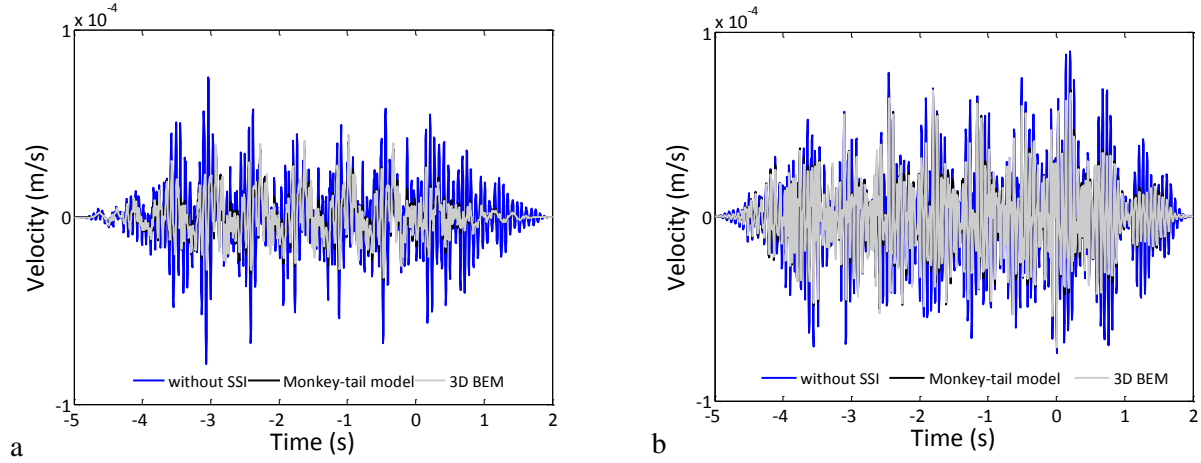 x 10⁻⁴
1
0
-1
Velocity (m/s)
without SSI Monkey-tail model 3D BEM
-5 -4 -3 -2 -1 0 1 2
Time (s)
a
x 10⁻⁴
1
0
-1
Velocity (m/s)
without SSI Monkey-tail model 3D BEM
-5 -4 -3 -2 -1 0 1 2
Time (s)
b